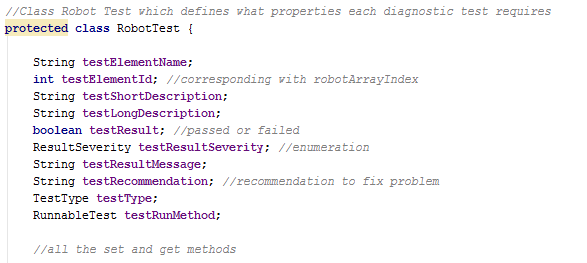 //Class Robot Test which defines what properties each diagnostic test requires
protected class RobotTest {
String testElementName;
int testElementId; //corresponding with robotArrayIndex
String testShortDescription;
String testLongDescription;
boolean testResult; //passed or failed
ResultSeverity testResultSeverity; //enumeration
String testResultMessage;
String testRecommendation; //recommendation to fix problem
TestType testType;
RunnableTest testRunMethod;
//all the set and get methods